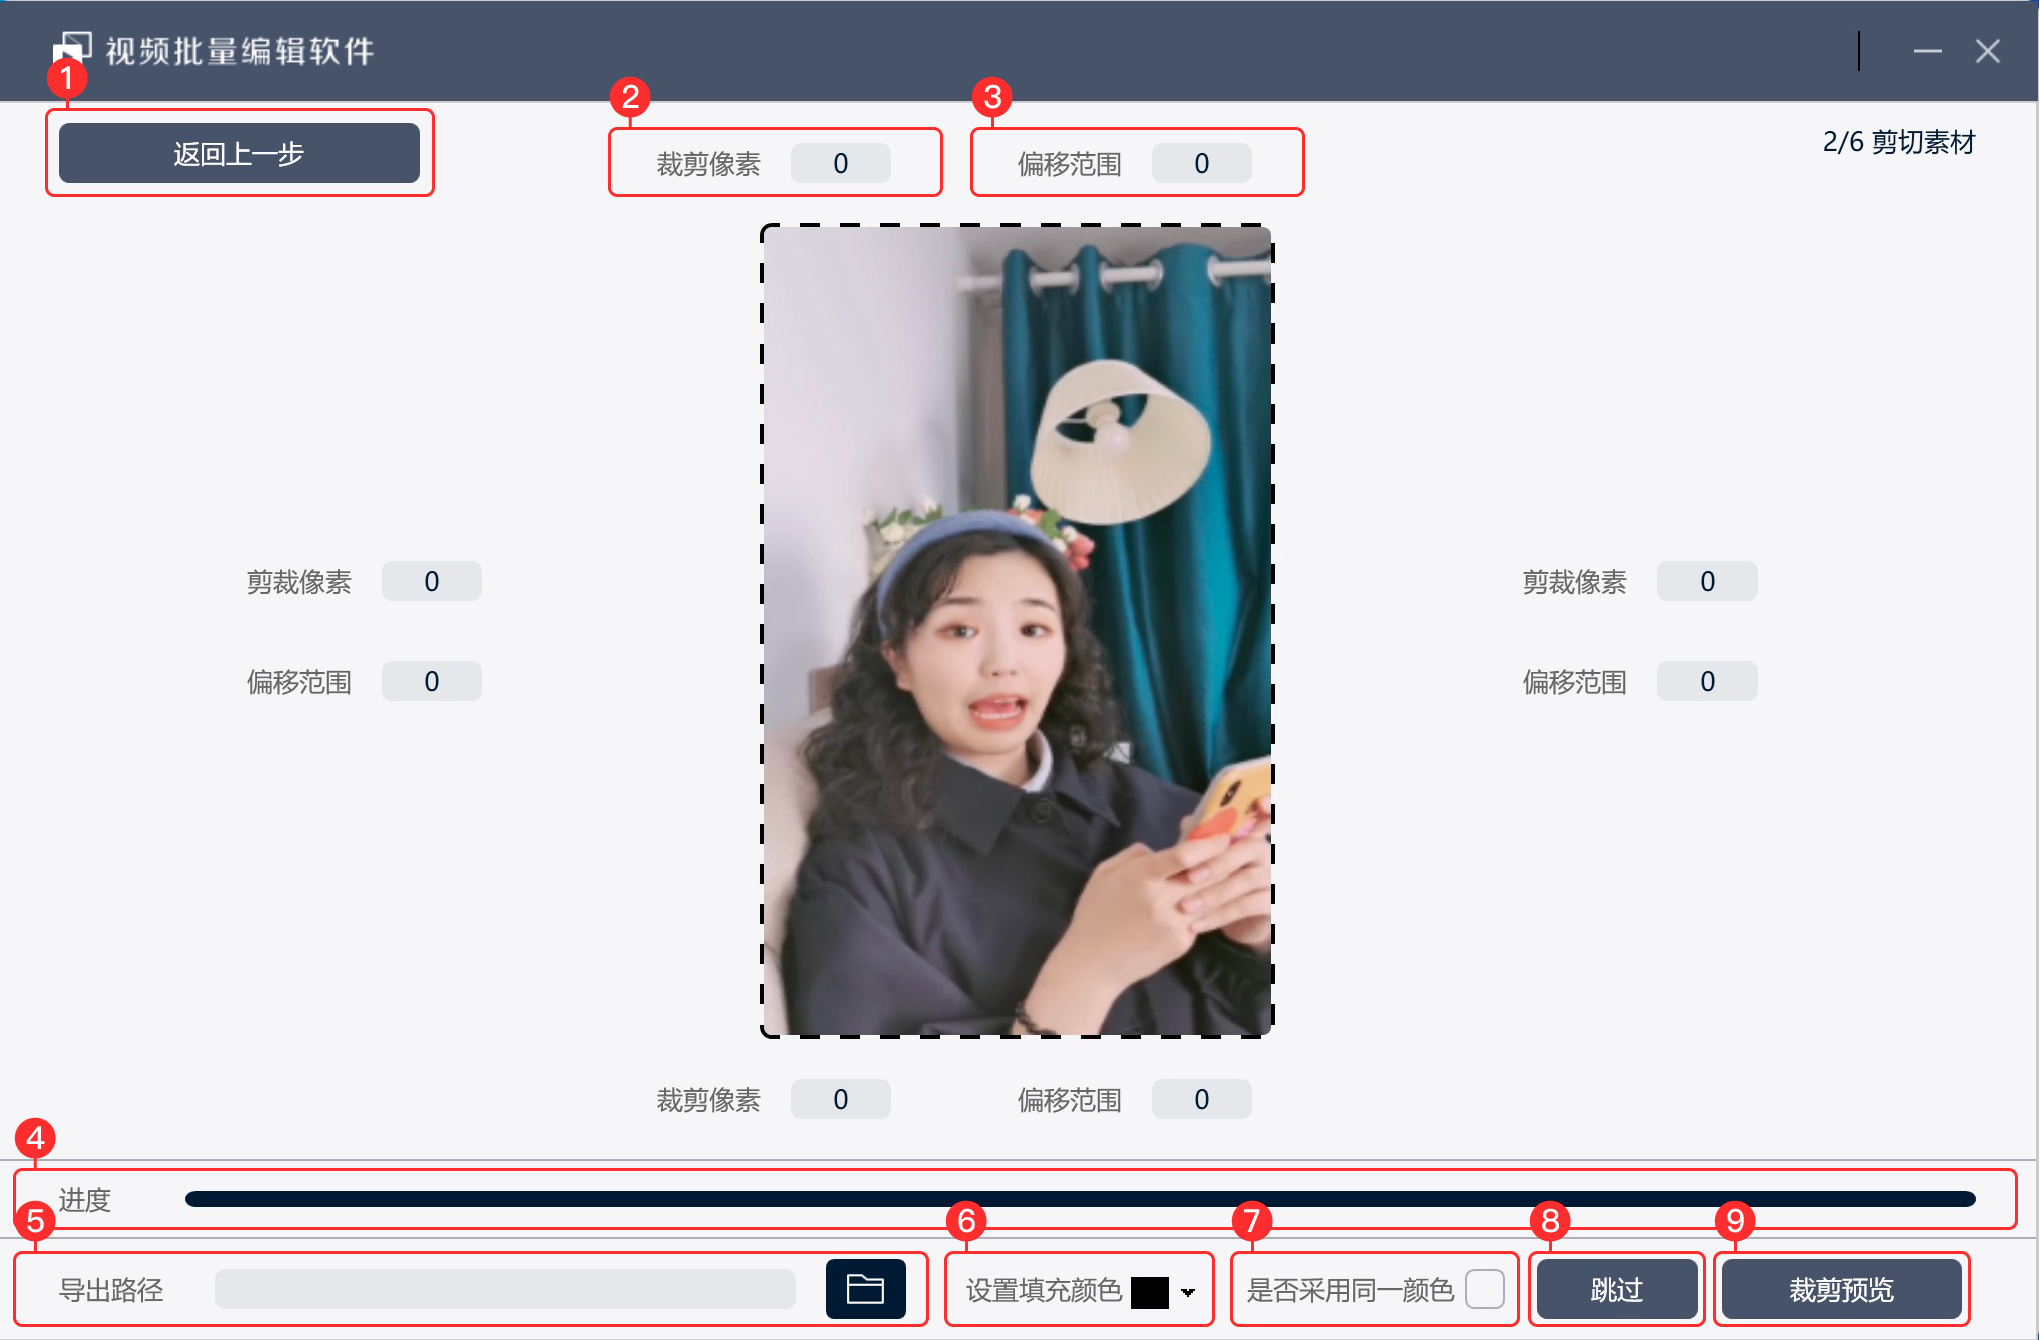 视频批量编辑软件
1
2
3
返回上一步
裁剪像素 0
偏移范围 0
2/6 剪切素材
剪裁像素 0
剪裁像素 0
偏移范围 0
偏移范围 0
裁剪像素 0
偏移范围 0
4
进度
5
6
7
8
9
导出路径
设置填充颜色
是否采用同一颜色
跳过
裁剪预览